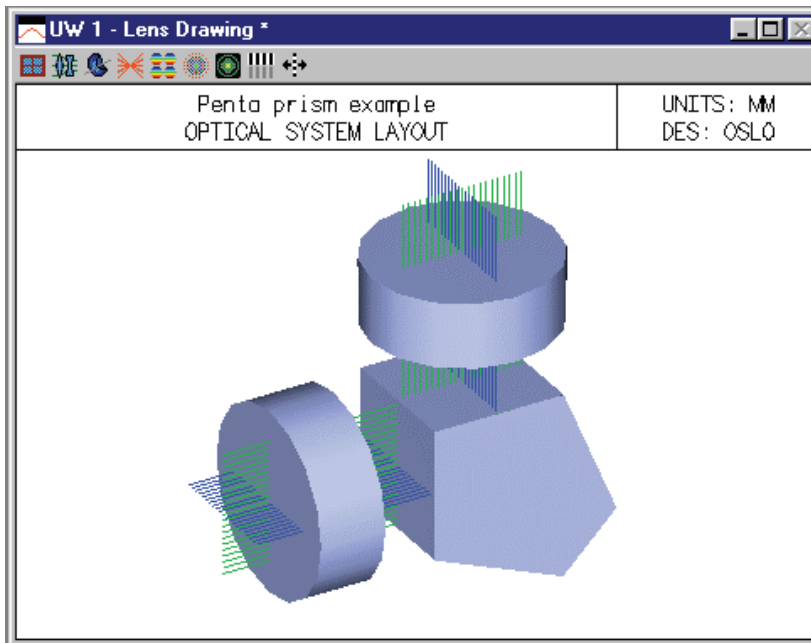 UW 1 - Lens Drawing *
Penta prism example
OPTICAL SYSTEM LAYOUT
UNITS: MM
DES: OSLO